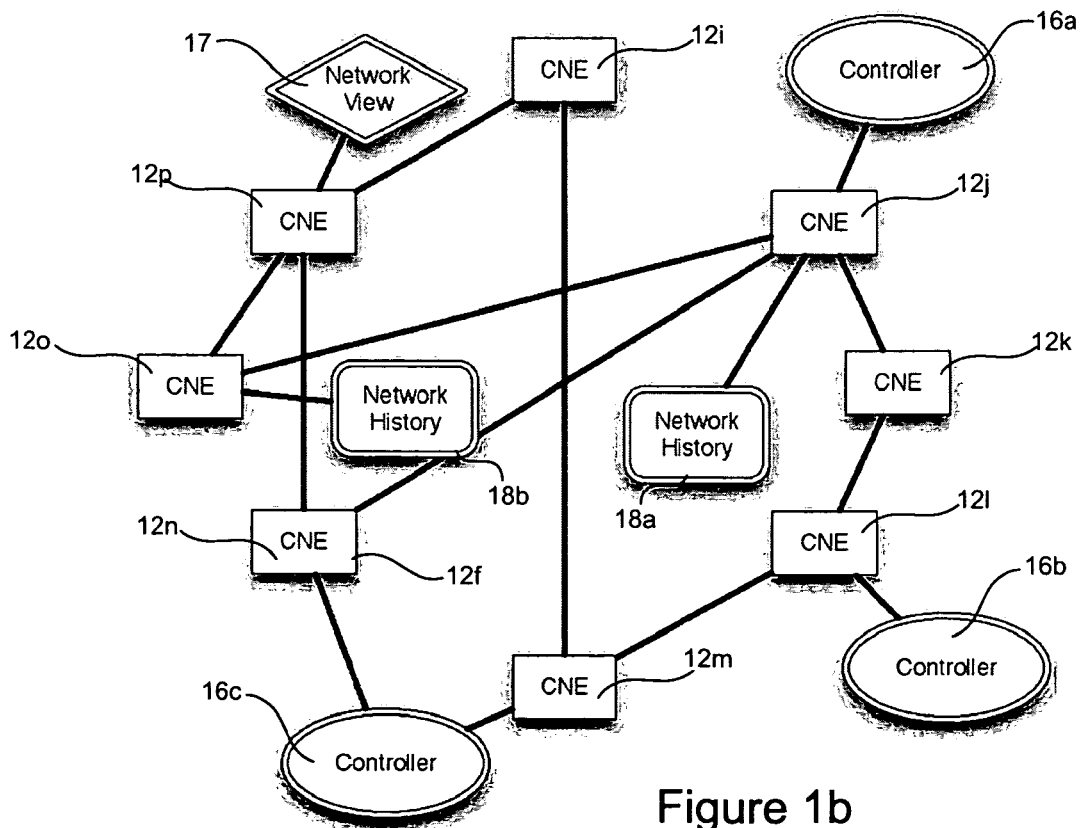 17
Network
View
CNE
12i
16a
Controller
12p
CNE
CNE
12j
12o
CNE
Network
History
18b
Network
History
18a
CNE
12k
12n
CNE
12f
CNE
12l
16b
Controller
CNE
12m
16c
Controller
Figure 1b